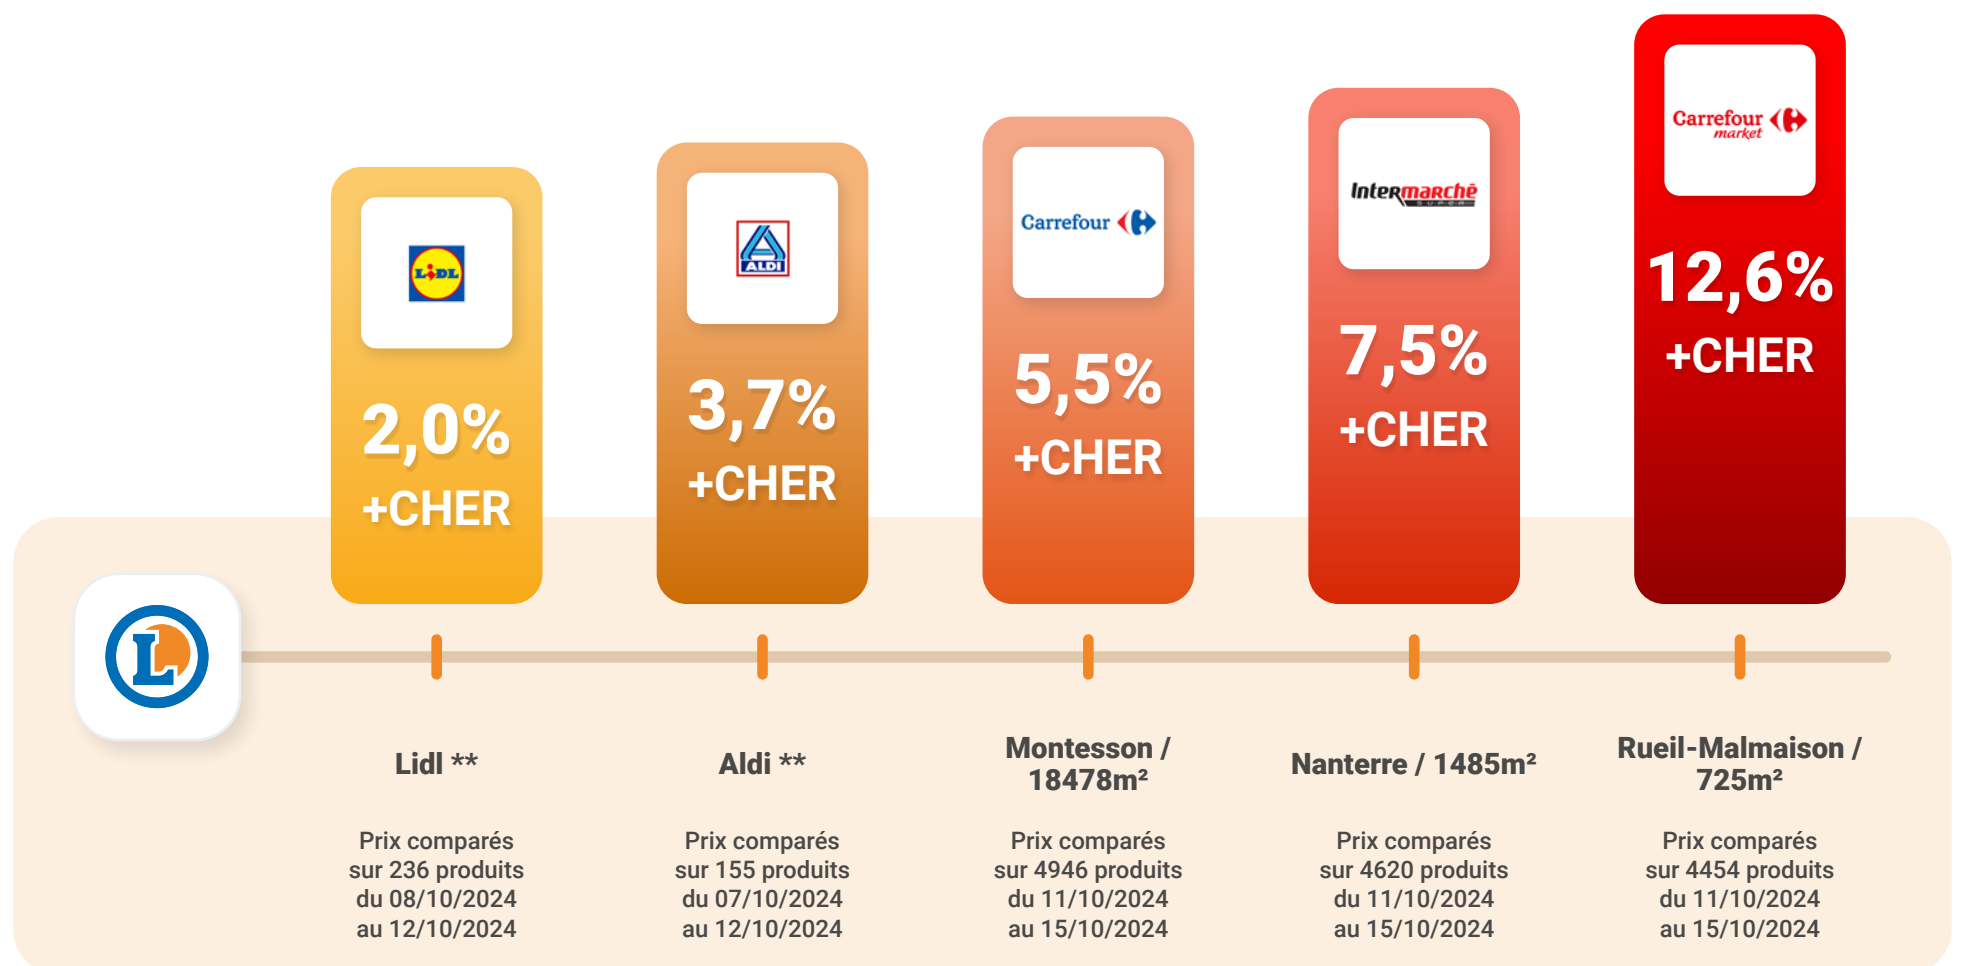 LIDL
2,0%
+CHER
ALDI
3,7%
+CHER
Carrefour
5,5%
+CHER
Intermarchē
SUPER
7,5%
+CHER
Carrefour
market
12,6%
+CHER
L
Lidl **
Prix comparés
sur 236 produits
du 08/10/2024
au 12/10/2024
Aldi **
Prix comparés
sur 155 produits
du 07/10/2024
au 12/10/2024
Montesson /
18478m²
Prix comparés
sur 4946 produits
du 11/10/2024
au 15/10/2024
Nanterre / 1485m²
Prix comparés
sur 4620 produits
du 11/10/2024
au 15/10/2024
Rueil-Malmaison /
725m²
Prix comparés
sur 4454 produits
du 11/10/2024
au 15/10/2024